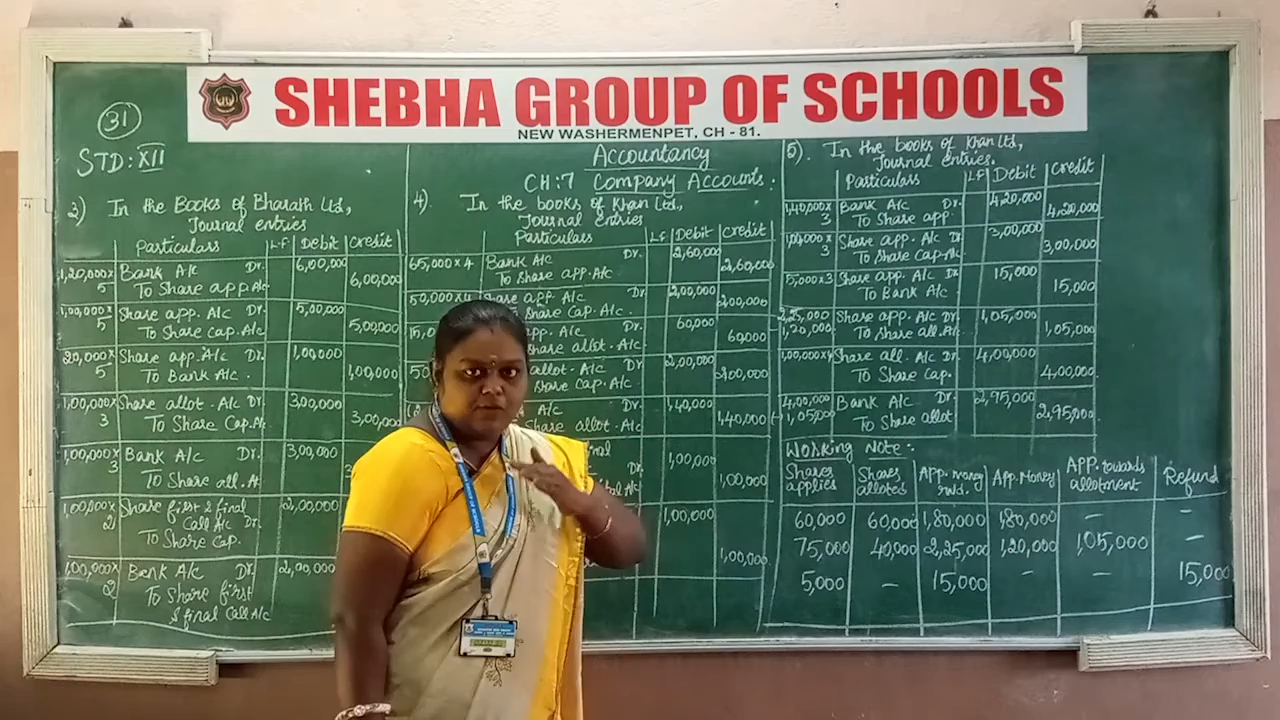 SHEBHA GROUP OF SCHOOLS
NEW WASHERMENPET, CH - 81.
31
STD: XII
Accountancy
CH:7 Company Accounts:
3) In the Books of Bharath Ltd.,
Journal entries
Particulars L.F Debit Credit
1,20,000× Bank A/c Dr. 6,00,000
5 To Share app. A/c 6,00,000
1,00,000× Share app. A/c Dr. 5,00,000
5 To Share Cap. A/c 5,00,000
20,000× Share app. A/c Dr. 1,00,000
5 To Bank A/c. 1,00,000
1,00,000× Share allot. A/c Dr. 3,00,000
3 To Share Cap. A/c 3,00,000
1,00,000× Bank A/c Dr. 3,00,000
3 To Share all. A
1,00,000× Share first & final 2,00,000
2 Call A/c Dr.
To Share Cap.
1,00,000× Bank A/c Dr. 2,00,000
2 To Share first
& final Call A/c
4). In the books of Khan Ltd.,
Journal Entries
Particulars L.F Debit Credit
65,000×4 Bank A/c Dr. 2,60,000
To Share app. A/c 2,60,000
50,000×4 Share app. A/c Dr 2,00,000
To Share Cap. A/c 2,00,000
15,0 app. A/c Dr. 60,000
Share allot. A/c 60,000
50 allot. A/c Dr 2,00,000
Share Cap. A/c. 2,00,000
A/c Dr. 1,40,000
Share allot. A/c 1,40,000
final 1,00,000
Dr.
1,00,000
1,00,000
1,00,000
5). In the books of Khan Ltd.,
Journal entries.
Particulars L.F Debit Credit
1,40,000× Bank A/c Dr. 4,20,000
3 To Share app. 4,20,000
1,00,000× Share app. A/c Dr 3,00,000
3 To Share Cap. A/c 3,00,000
5,000×3 Share app. A/c Dr. 15,000
To Bank A/c 15,000
2,25,000 Share app. A/c Dr. 1,05,000
1,20,000 To Share all. A/c 1,05,000
1,00,000×4 Share all. A/c Dr. 4,00,000
To Share Cap. 4,00,000
4,00,000 Bank A/c Dr. 2,95,000
(-) 1,05,000 To Share allot 2,95,000
Working Note:-
Shares applies Shares alloted App. money App. Money APP. towards allotment Refund
60,000 60,000 1,80,000 1,80,000 - -
75,000 40,000 2,25,000 1,20,000 1,05,000 -
5000 - 15,000 - - 15,000